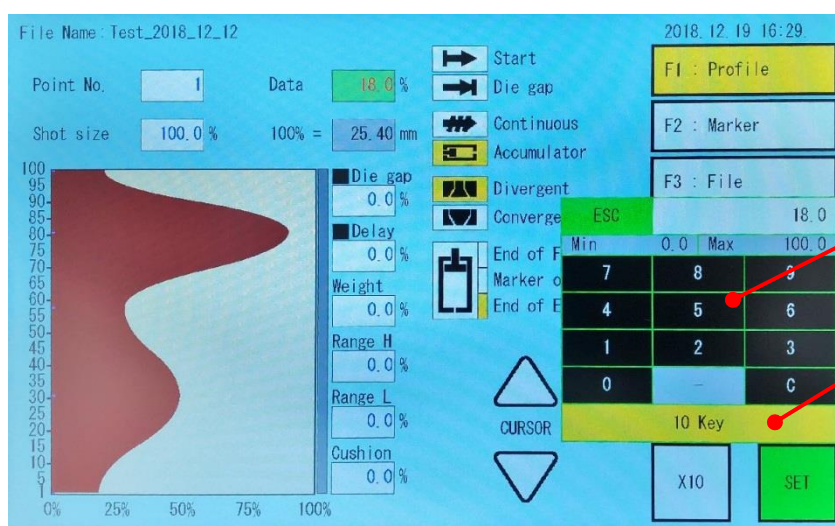 File Name : Test_2018_12_12
2018. 12. 19 16:29.
Point No. 1 Data 18.0 %
Shot size 100.0 % 100% = 25.40 mm
Start
Die gap
Continuous
Accumulator
Divergent
Converge
End of F
Marker o
End of E
F1 : Profile
F2 : Marker
F3 : File
100
95
90
85
80
75
70
65
60
55
50
45
40
35
30
25
20
15
10
5
1
0% 25% 50% 75% 100%
Die gap
0.0 %
Delay
0.0 %
Weight
0.0 %
Range H
0.0 %
Range L
0.0 %
Cushion
0.0 %
CURSOR
ESC 18.0
Min 0.0 Max 100.0
7 8 9
4 5 6
1 2 3
0 - C
10 Key
X10 SET